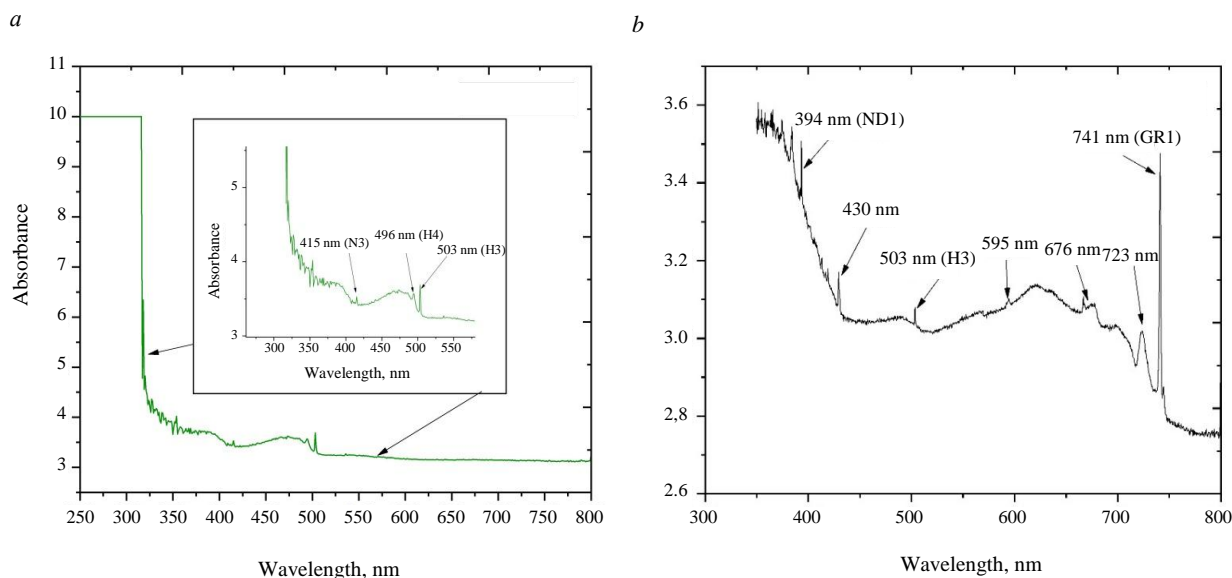 a
11
10
9
8
7
6
5
4
3
Absorbance
250 300 350 400 450 500 550 600 650 700 750 800
Wavelength, nm
5
4
3
Absorbance
415 nm (N3)
496 nm (H4)
503 nm (H3)
300 350 400 450 500 550
Wavelength, nm
b
3.6
3.4
3.2
3.0
2.8
2.6
394 nm (ND1)
430 nm
503 nm (H3)
595 nm
676 nm
723 nm
741 nm (GR1)
300 400 500 600 700 800
Wavelength, nm